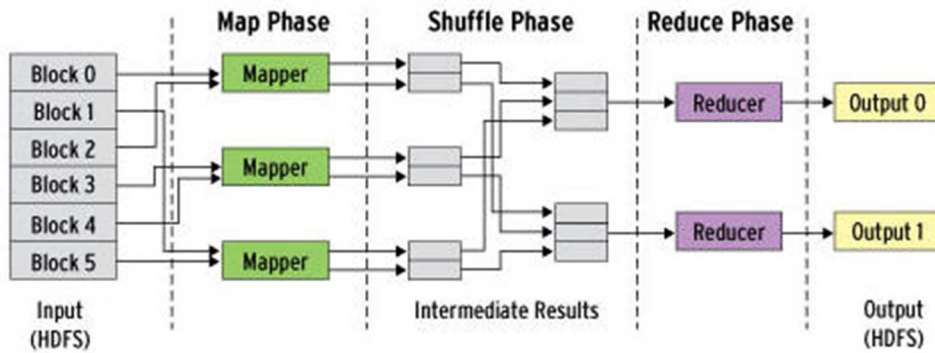 Map Phase
Shuffle Phase
Reduce Phase
Block 0
Block 1
Block 2
Block 3
Block 4
Block 5
Mapper
Mapper
Mapper
Reducer
Reducer
Output 0
Output 1
Input
(HDFS)
Intermediate Results
Output
(HDFS)